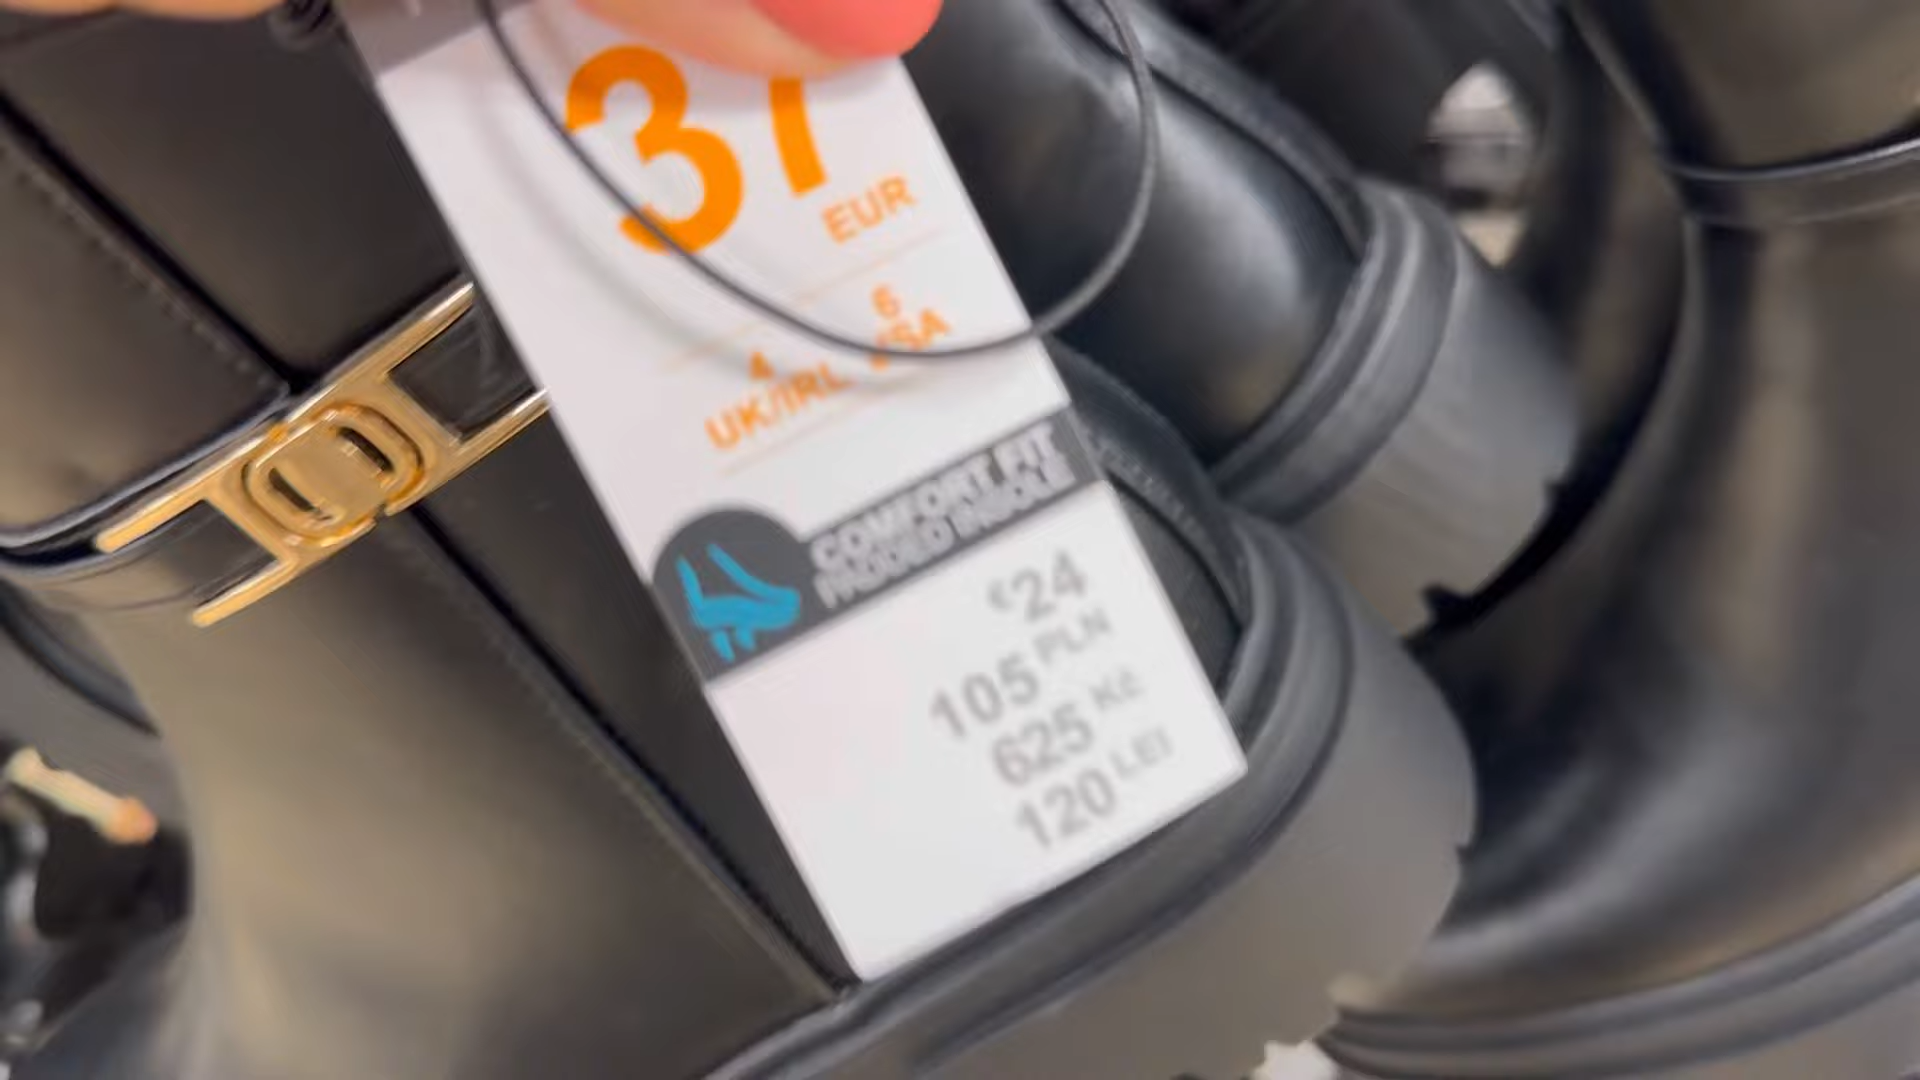 37
EUR
4 6
UK/IRL USA
COMFORT FIT
PADDED INSOLE
€24
105 PLN
625 Kč
120 LEI